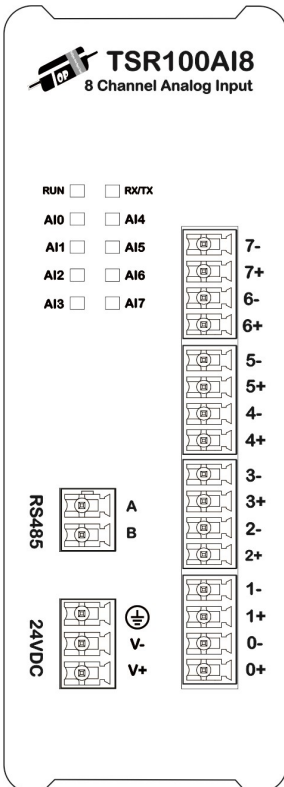 TOP
TSR100AI8
8 Channel Analog Input
RUN RX/TX
AI0 AI4
AI1 AI5
AI2 AI6
AI3 AI7
7-
7+
6-
6+
5-
5+
4-
4+
3-
3+
2-
2+
1-
1+
0-
0+
RS485
A
B
24VDC
V-
V+